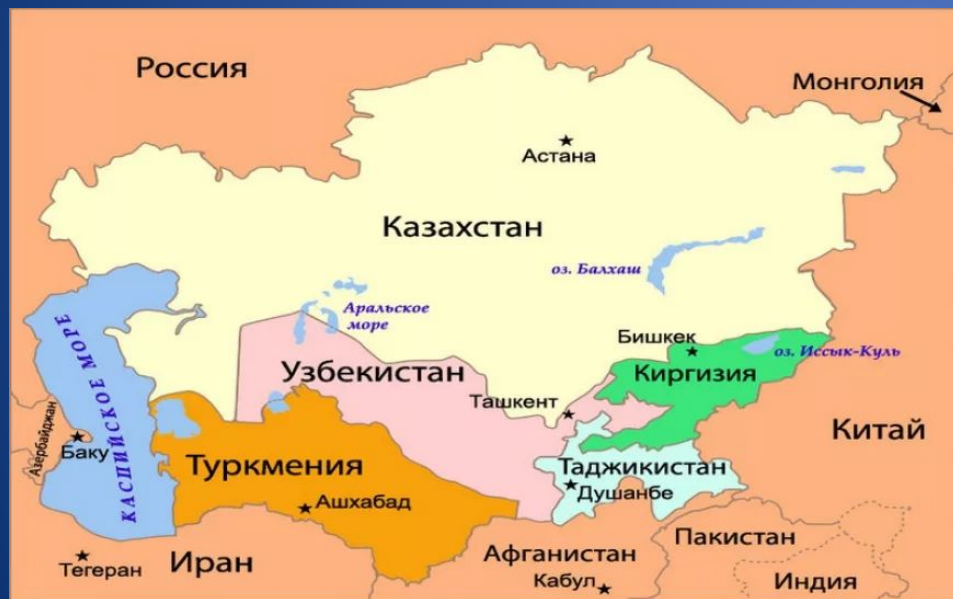 Россия
Монголия
Астана
Казахстан
оз. Балхаш
Аральское
море
Бишкек
оз. Иссык-Куль
Узбекистан
Киргизия
КАСПИЙСКОЕ МОРЕ
Ташкент
Азербайджан
Баку
Китай
Туркмения
Таджикистан
Душанбе
Ашхабад
Пакистан
Афганистан
Иран
Тегеран
Кабул
Индия